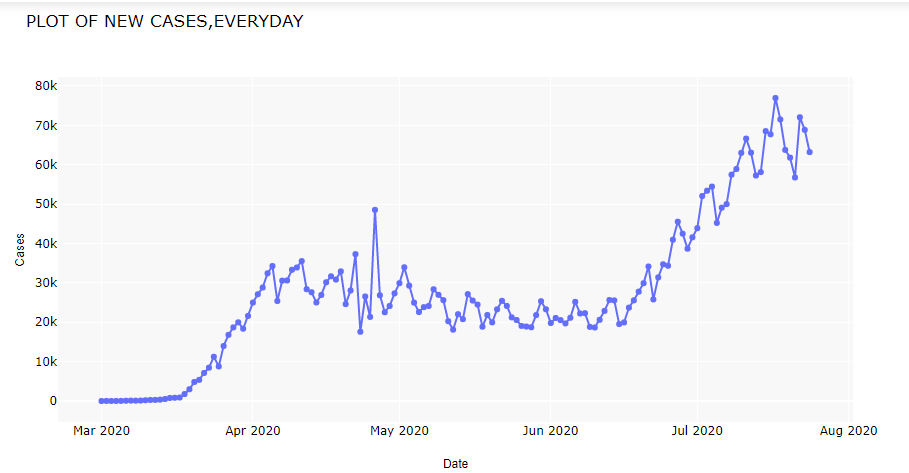 PLOT OF NEW CASES,EVERYDAY
80k
70k
60k
50k
40k
30k
20k
10k
0
Cases
Mar 2020 Apr 2020 May 2020 Jun 2020 Jul 2020 Aug 2020
Date